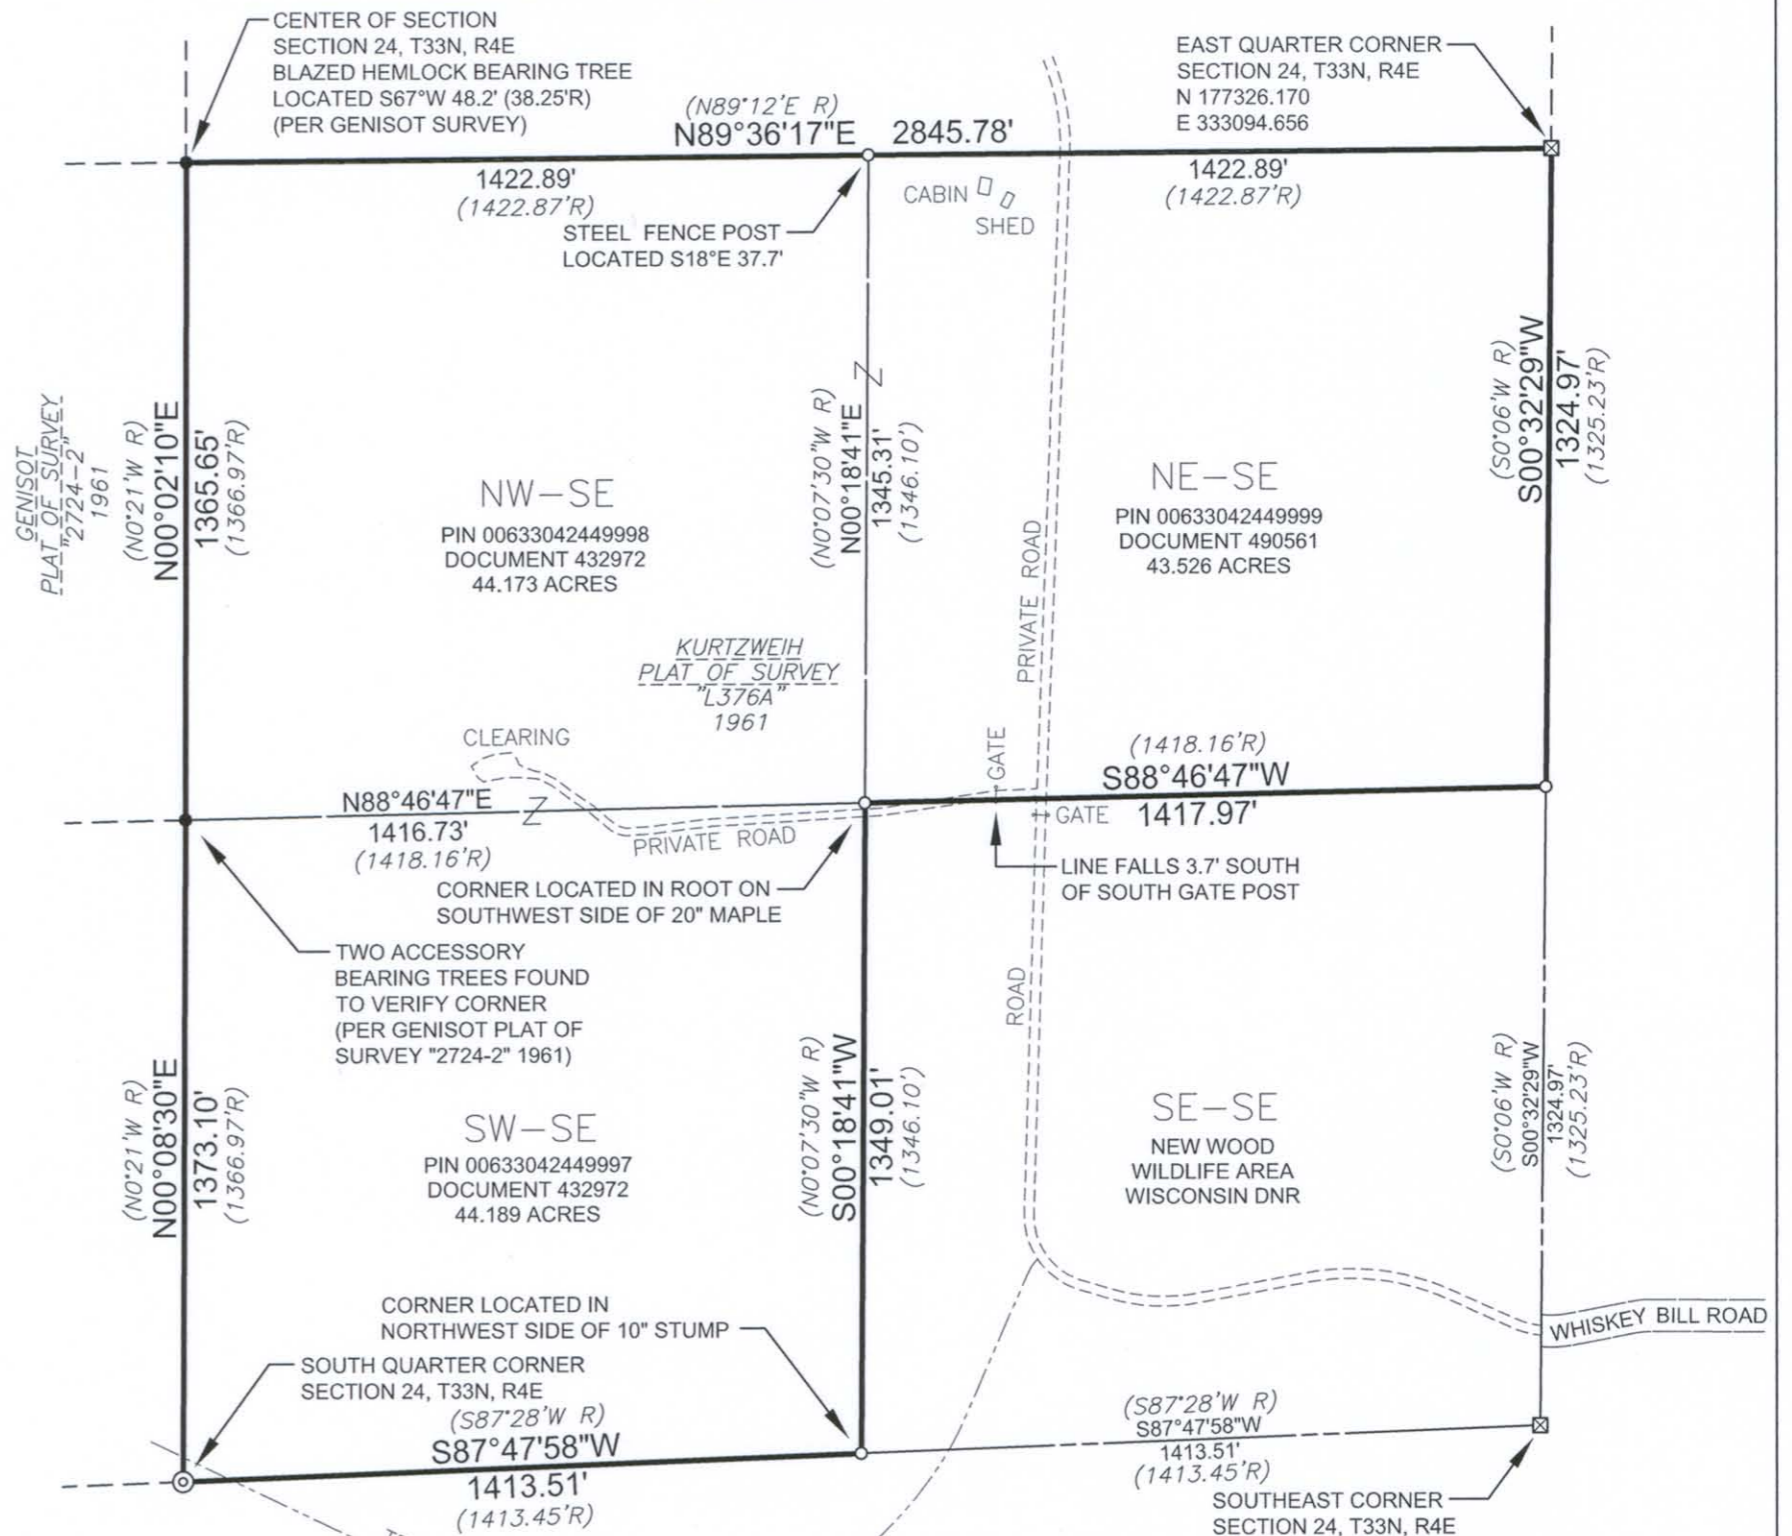 CENTER OF SECTION
SECTION 24, T33N, R4E
BLAZED HEMLOCK BEARING TREE
LOCATED S67°W 48.2' (38.25'R)
(PER GENISOT SURVEY)
EAST QUARTER CORNER
SECTION 24, T33N, R4E
N 177326.170
E 333094.656
(N89°12'E R)
N89°36'17"E 2845.78'
1422.89'
(1422.87'R)
1422.89'
(1422.87'R)
STEEL FENCE POST
LOCATED S18°E 37.7'
CABIN
SHED
GENISOT
PLAT OF SURVEY
"2724-2"
1961
(N0°21'W R)
N00°02'10"E
1365.65'
(1366.97'R)
NW-SE
PIN 00633042449998
DOCUMENT 432972
44.173 ACRES
(N0°07'30"W R)
N00°18'41"E
1345.31'
(1346.10')
NE-SE
PIN 00633042449999
DOCUMENT 490561
43.526 ACRES
(S0°06'W R)
S00°32'29"W
1324.97'
(1325.23'R)
PRIVATE ROAD
KURTZWEIH
PLAT OF SURVEY
"L376A"
1961
CLEARING
GATE
(1418.16'R)
S88°46'47"W
1417.97'
N88°46'47"E
1416.73'
(1418.16'R)
PRIVATE ROAD
GATE
LINE FALLS 3.7' SOUTH
OF SOUTH GATE POST
CORNER LOCATED IN ROOT ON
SOUTHWEST SIDE OF 20" MAPLE
TWO ACCESSORY
BEARING TREES FOUND
TO VERIFY CORNER
(PER GENISOT PLAT OF
SURVEY "2724-2" 1961)
ROAD
(N0°21'W R)
N00°08'30"E
1373.10'
(1366.97'R)
SW-SE
PIN 00633042449997
DOCUMENT 432972
44.189 ACRES
(N0°07'30"W R)
S00°18'41"W
1349.01'
(1346.10')
SE-SE
NEW WOOD
WILDLIFE AREA
WISCONSIN DNR
(S0°06'W R)
S00°32'29"W
1324.97'
(1325.23'R)
WHISKEY BILL ROAD
CORNER LOCATED IN
NORTHWEST SIDE OF 10" STUMP
SOUTH QUARTER CORNER
SECTION 24, T33N, R4E
(S87°28'W R)
S87°47'58"W
1413.51'
(1413.45'R)
(S87°28'W R)
S87°47'58"W
1413.51'
(1413.45'R)
SOUTHEAST CORNER
SECTION 24, T33N, R4E